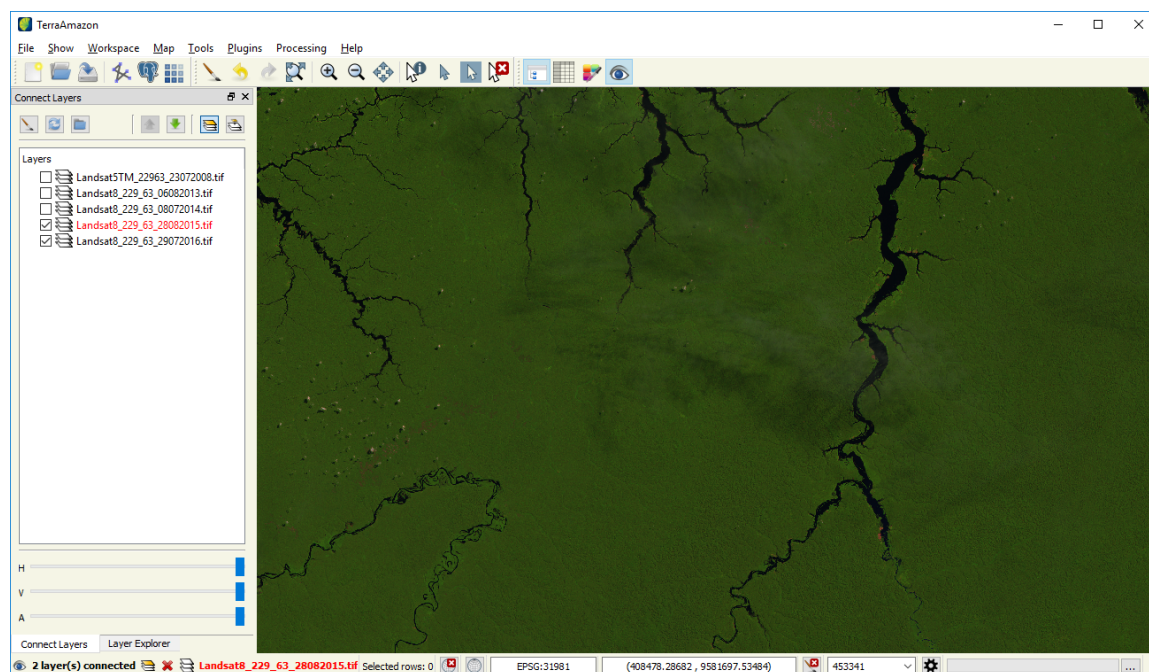 TerraAmazon
File Show Workspace Map Tools Plugins Processing Help
Connect Layers
Layers
Landsat5TM_22963_23072008.tif
Landsat8_229_63_06082013.tif
Landsat8_229_63_08072014.tif
Landsat8_229_63_28082015.tif
Landsat8_229_63_29072016.tif
H
V
A
Connect Layers Layer Explorer
2 layer(s) connected Landsat8_229_63_28082015.tif Selected rows: 0 EPSG:31981 (408478.28682 , 9581697.53484) 453341 ...